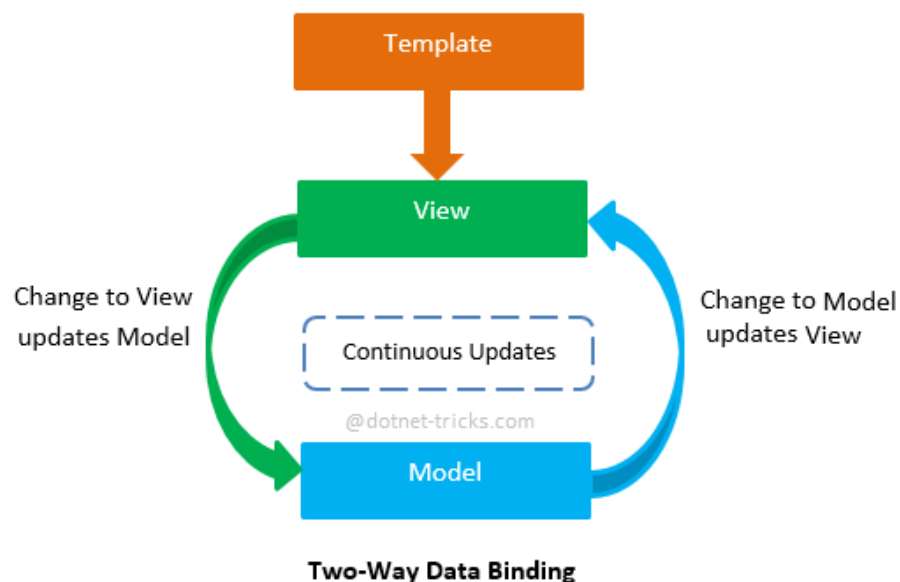 Template
View
Change to View
updates Model
Change to Model
updates View
Continuous Updates
@dotnet-tricks.com
Model
Two-Way Data Binding